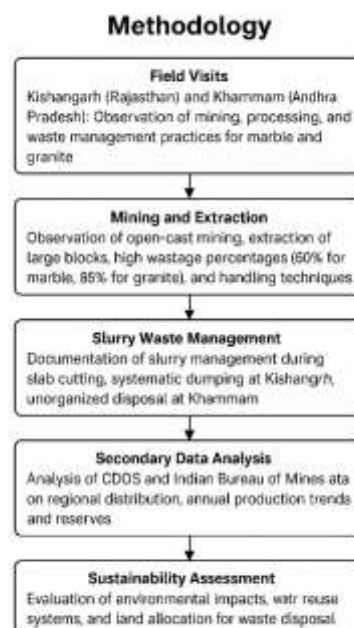 Methodology
Field Visits
Kishangarh (Rajasthan) and Khammam (Andhra
Pradesh): Observation of mining, processing, and
waste management practices for marble and
granite
Mining and Extraction
Observation of open-cast mining, extraction of
large blocks, high wastage percentages (60% for
marble, 85% for granite), and handling techniques
Slurry Waste Management
Documentation of slurry management during
slab cutting, systematic dumping at Kishangrh,
unorganized disposal at Khammam
Secondary Data Analysis
Analysis of CDOS and Indian Bureau of Mines ata
on regional distribution, annual production trends
and reserves
Sustainability Assessment
Evaluation of environmental impacts, watr reuse
systems, and land allocation for waste disposal